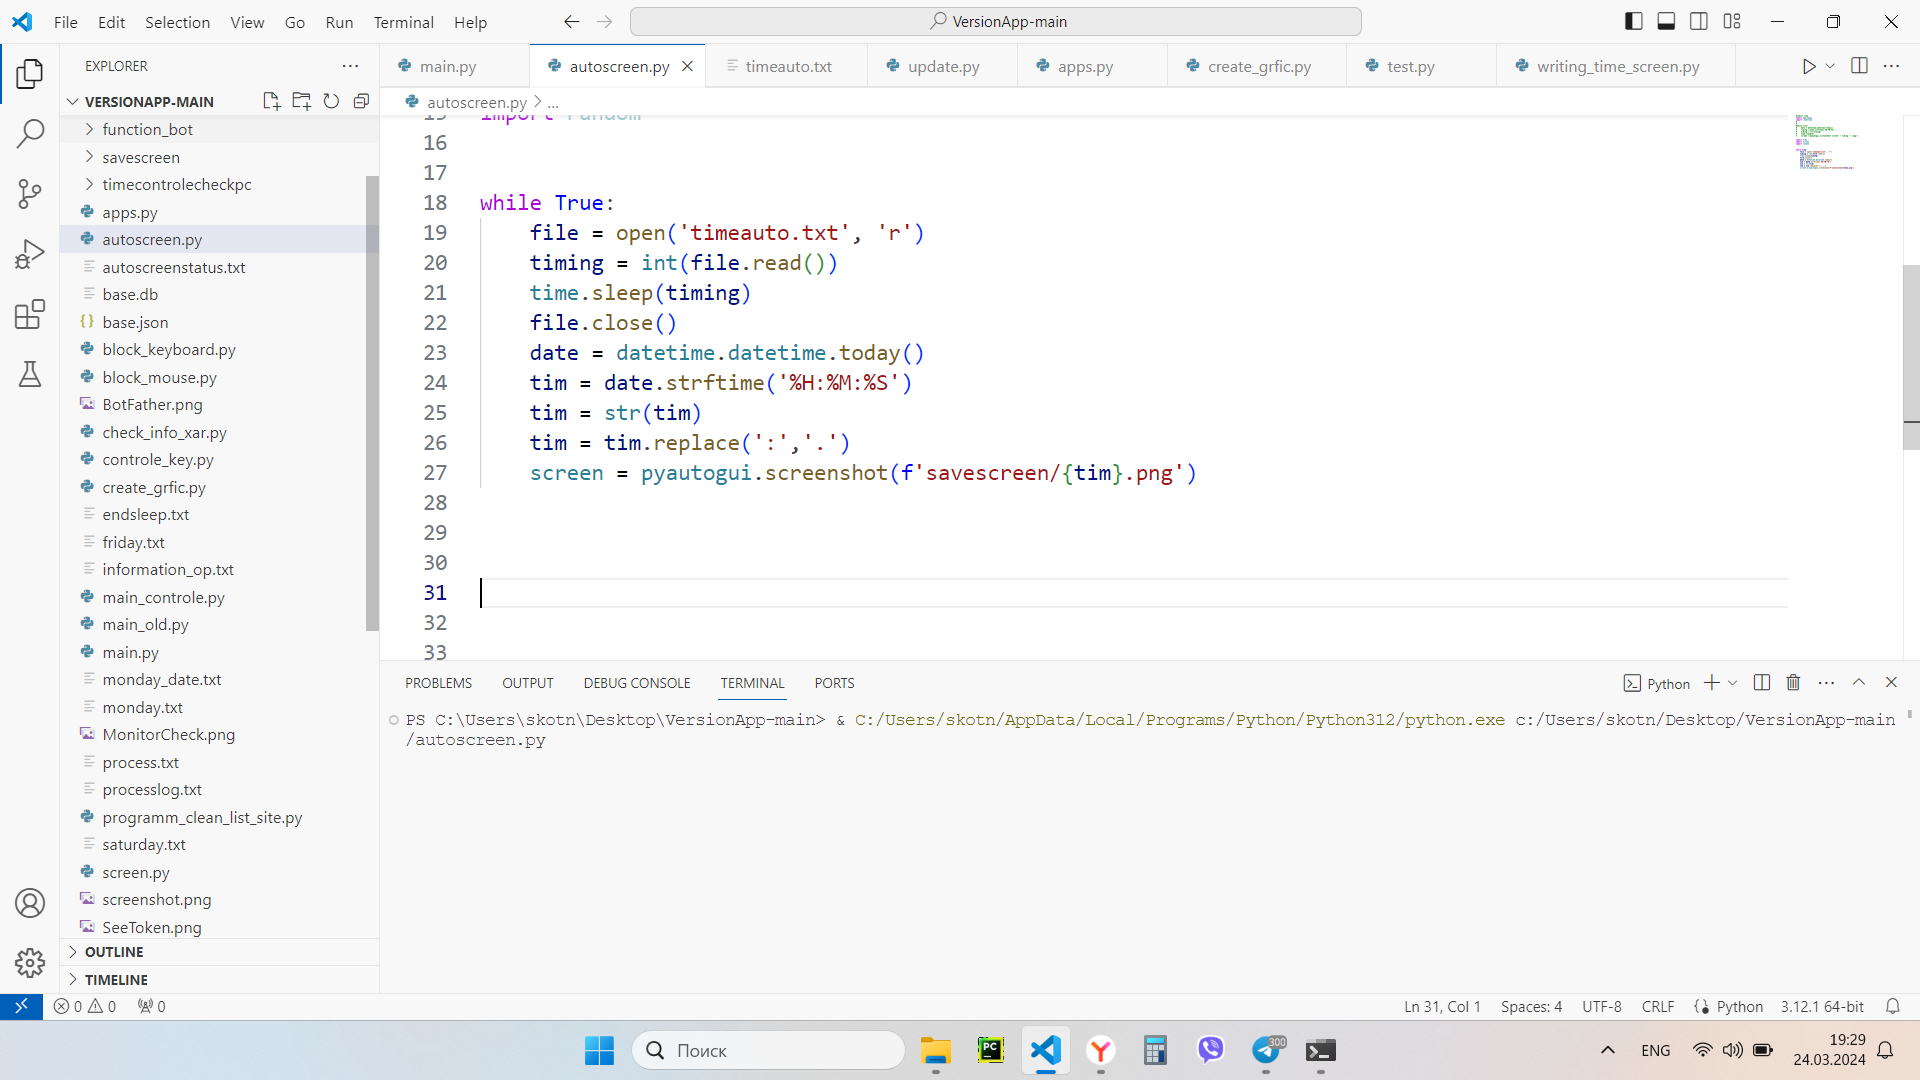 File Edit Selection View Go Run Terminal Help
VersionApp-main
EXPLORER
VERSIONAPP-MAIN
function_bot
savescreen
timecontrolecheckpc
apps.py
autoscreen.py
autoscreenstatus.txt
base.db
base.json
block_keyboard.py
block_mouse.py
BotFather.png
check_info_xar.py
controle_key.py
create_grfic.py
endsleep.txt
friday.txt
information_op.txt
main_controle.py
main_old.py
main.py
monday_date.txt
monday.txt
MonitorCheck.png
process.txt
processlog.txt
programm_clean_list_site.py
saturday.txt
screen.py
screenshot.png
SeeToken.png
OUTLINE
TIMELINE
main.py autoscreen.py timeauto.txt update.py apps.py create_grfic.py test.py writing_time_screen.py
autoscreen.py > ...
15 import random
16
17
18 while True:
19 file = open('timeauto.txt', 'r')
20 timing = int(file.read())
21 time.sleep(timing)
22 file.close()
23 date = datetime.datetime.today()
24 tim = date.strftime('%H:%M:%S')
25 tim = str(tim)
26 tim = tim.replace(':','.')
27 screen = pyautogui.screenshot(f'savescreen/{tim}.png')
28
29
30
31
32
33
PROBLEMS OUTPUT DEBUG CONSOLE TERMINAL PORTS
Python
PS C:\Users\skotn\Desktop\VersionApp-main> & C:/Users/skotn/AppData/Local/Programs/Python/Python312/python.exe c:/Users/skotn/Desktop/VersionApp-main
/autoscreen.py
0 0 0
Ln 31, Col 1 Spaces: 4 UTF-8 CRLF Python 3.12.1 64-bit
Поиск
PC
300
ENG
19:29
24.03.2024